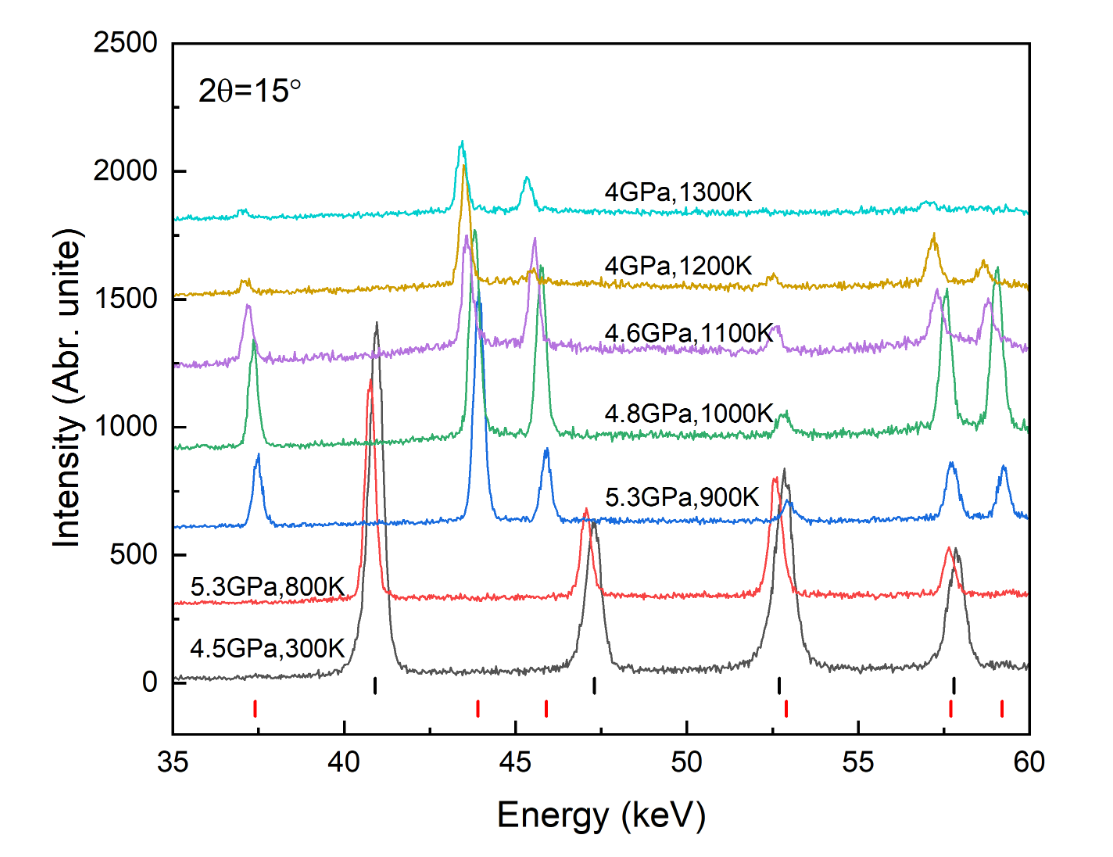 2500
2θ=15°
2000
4GPa,1300K
4GPa,1200K
1500
4.6GPa,1100K
4.8GPa,1000K
1000
5.3GPa,900K
500
5.3GPa,800K
4.5GPa,300K
0
35 40 45 50 55 60
Energy (keV)
Intensity (Abr. unite)